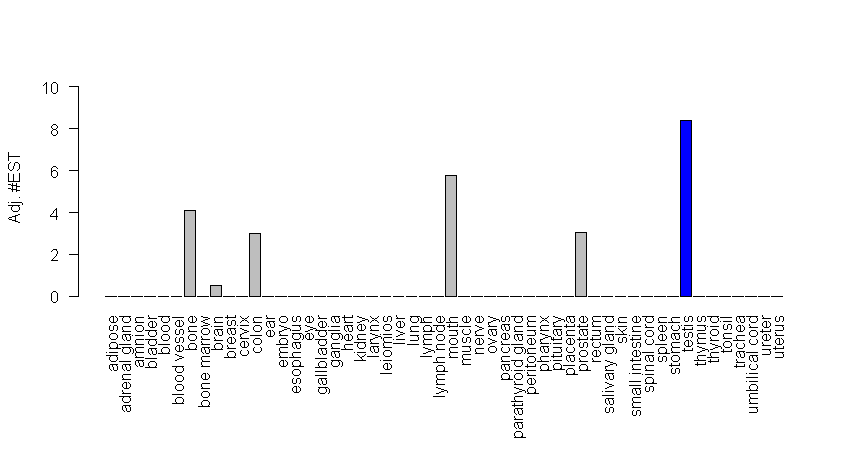 10
8
6
4
2
0
Adj. #EST
adipose
adrenal gland
amnion
bladder
blood
blood vessel
bone
bone marrow
brain
breast
cervix
colon
ear
embryo
esophagus
eye
gallbladder
ganglia
heart
kidney
larynx
leiomios
liver
lung
lymph
lymph node
mouth
muscle
nerve
ovary
pancreas
parathyroid gland
peritoneum
pharynx
pituitary
placenta
prostate
rectum
salivary gland
skin
small intestine
spinal cord
spleen
stomach
testis
thymus
thyroid
tonsil
trachea
umbilical cord
ureter
uterus